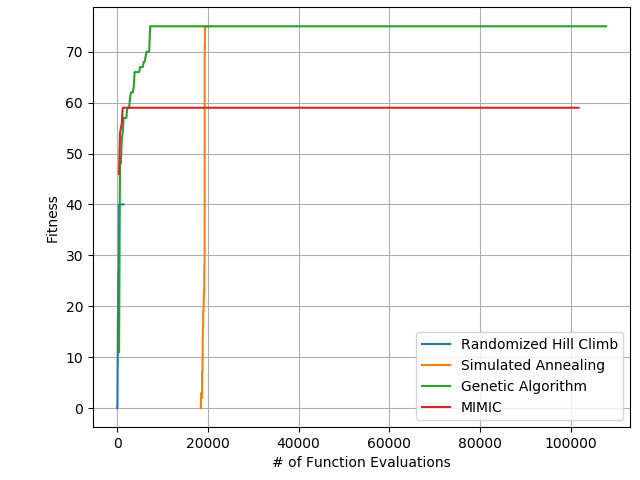 70
60
50
40
30
20
10
0
Fitness
0 20000 40000 60000 80000 100000
# of Function Evaluations
Randomized Hill Climb
Simulated Annealing
Genetic Algorithm
MIMIC